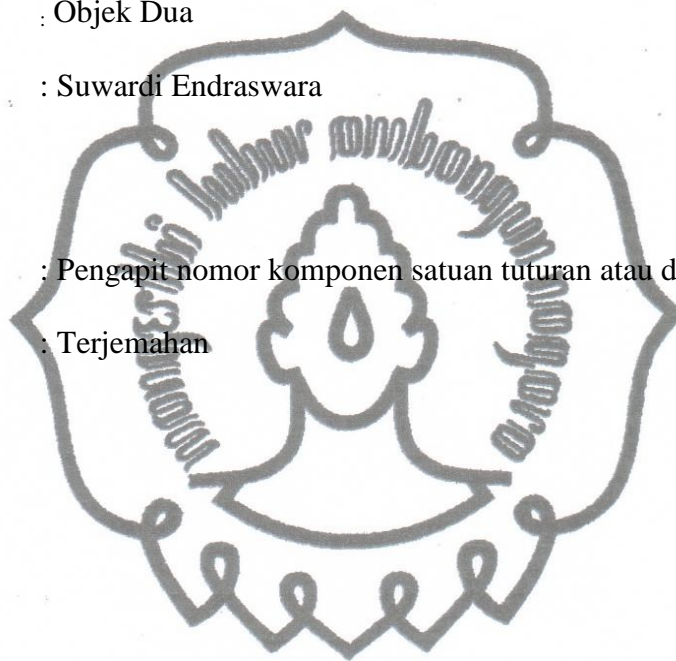 : Objek Dua
: Suwardi Endraswara
: Pengapit nomor komponen satuan tuturan atau d
: Terjemahan